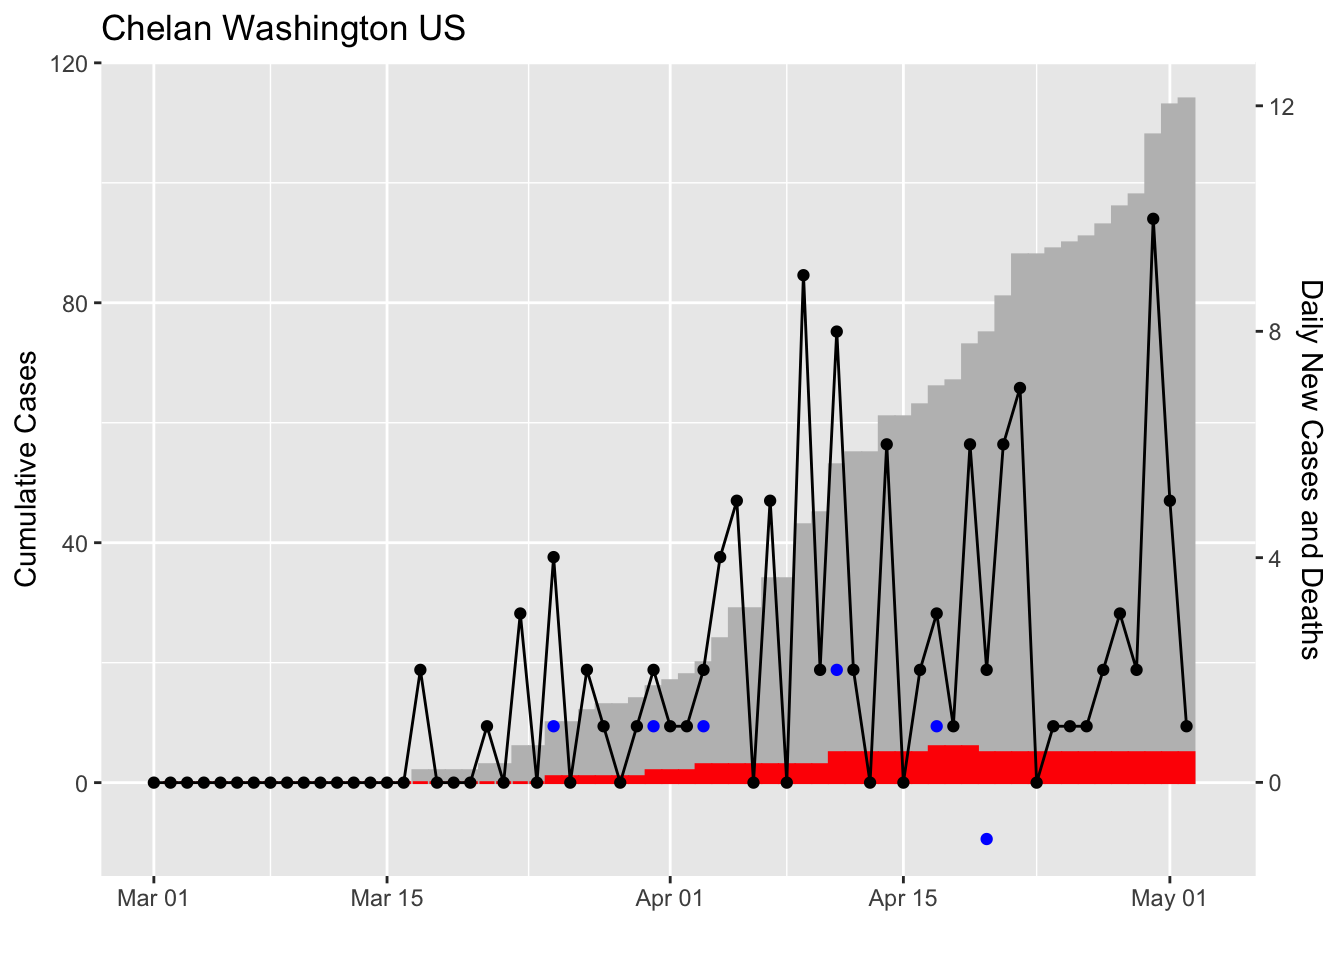 Chelan Washington US
120
80
40
0
Cumulative Cases
12
8
4
0
Daily New Cases and Deaths
Mar 01
Mar 15
Apr 01
Apr 15
May 01